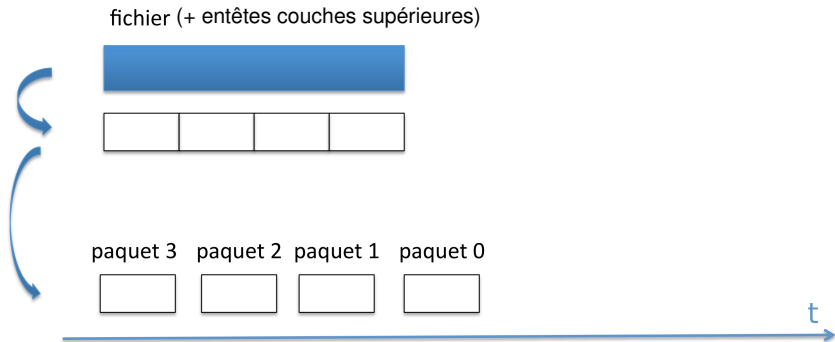 fichier (+ entêtes couches supérieures)
paquet 3 paquet 2 paquet 1 paquet 0
t